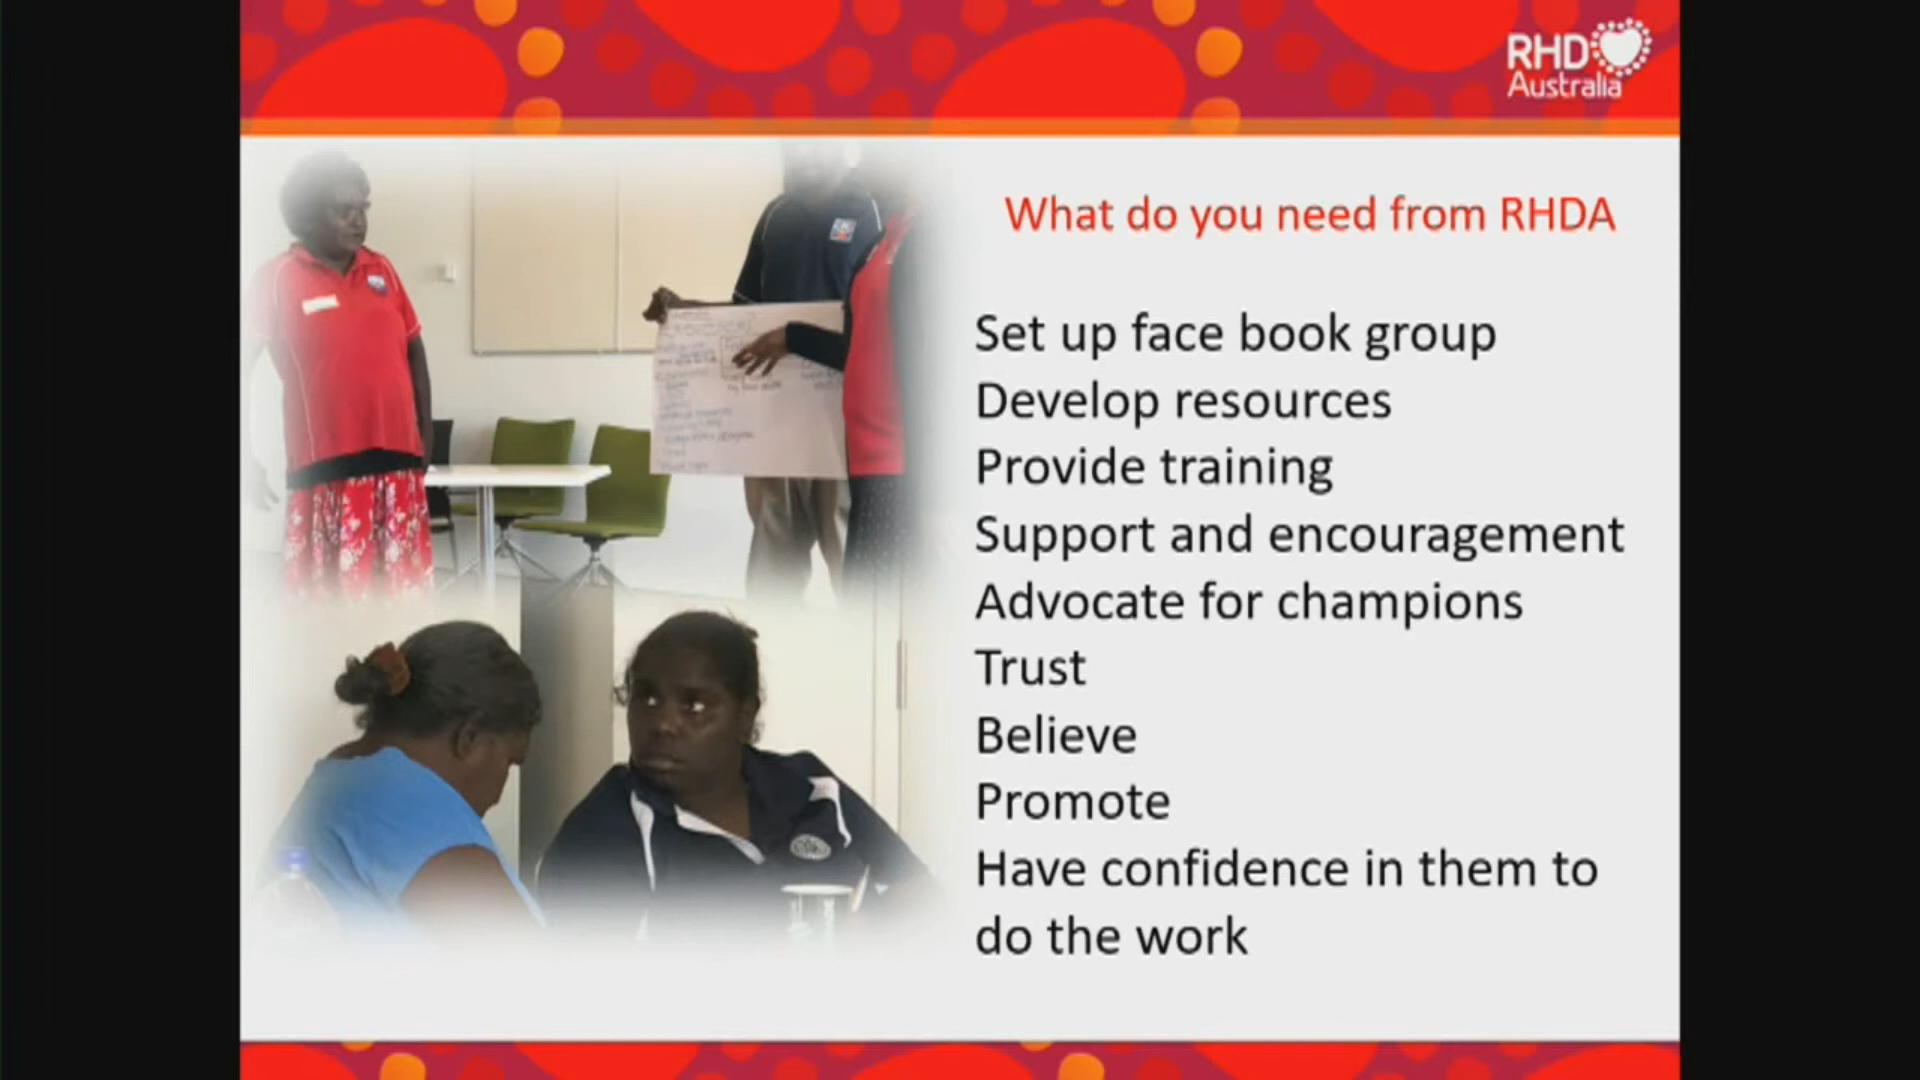 RHD
Australia
What do you need from RHDA
Set up face book group
Develop resources
Provide training
Support and encouragement
Advocate for champions
Trust
Believe
Promote
Have confidence in them to
do the work